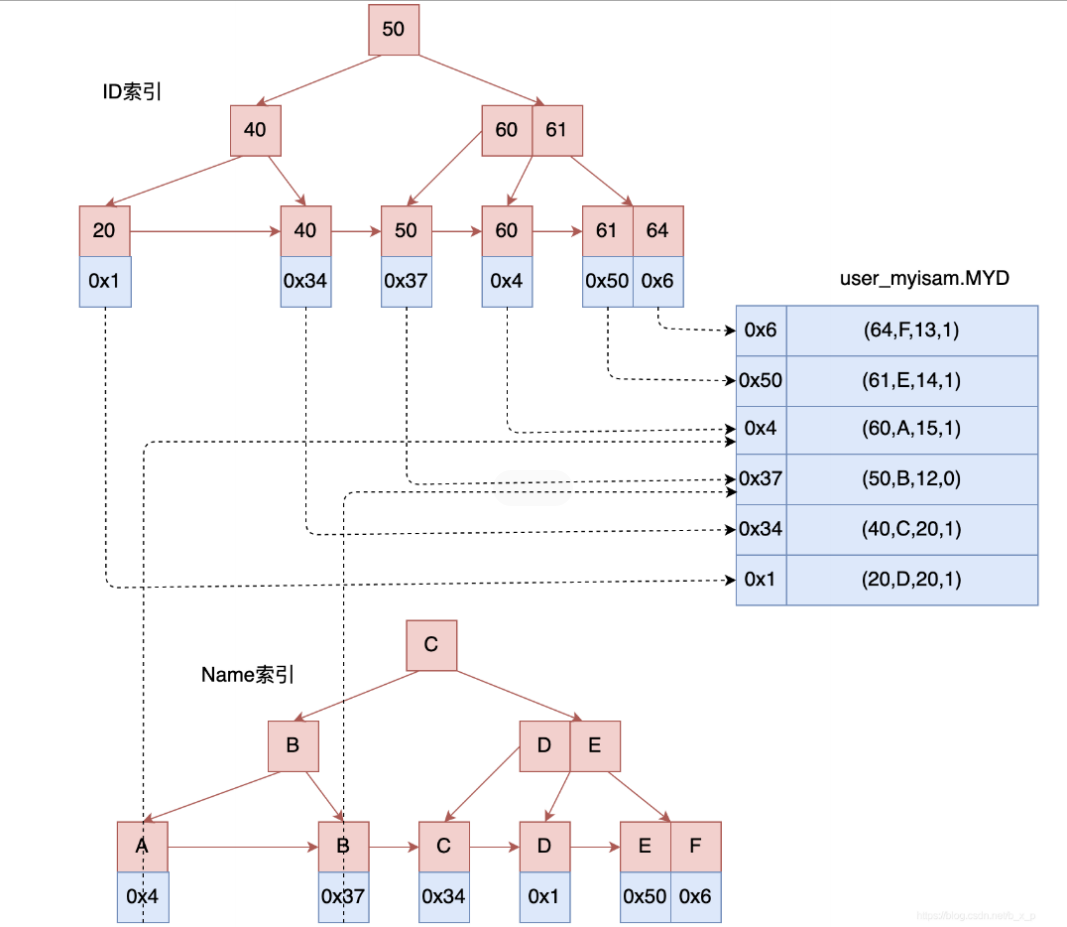 50
ID索引
40
60 61
20 40 50 60 61 64
0x1 0x34 0x37 0x4 0x50 0x6
user_myisam.MYD
0x6 (64,F,13,1)
0x50 (61,E,14,1)
0x4 (60,A,15,1)
0x37 (50,B,12,0)
0x34 (40,C,20,1)
0x1 (20,D,20,1)
C
Name索引
B
D E
A B C D E F
0x4 0x37 0x34 0x1 0x50 0x6
https://blog.csdn.net/b_x_p